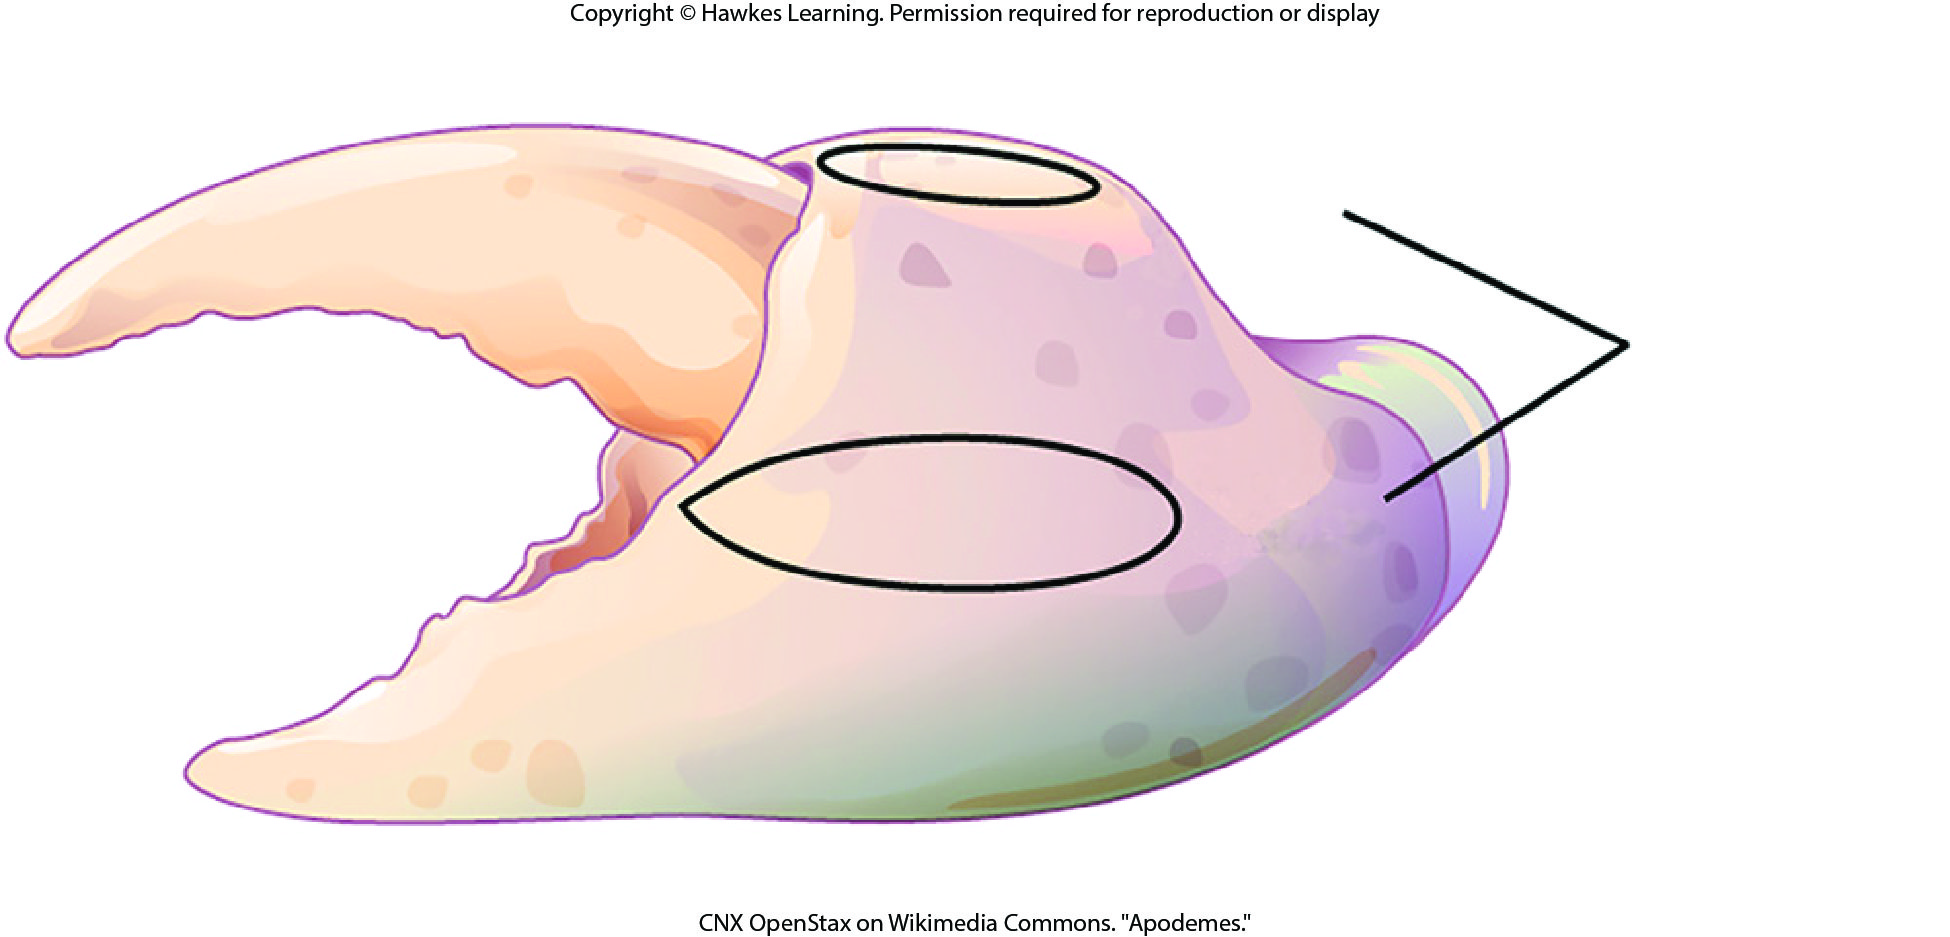 Copyright © Hawkes Learning. Permission required for reproduction or display
CNX OpenStax on Wikimedia Commons. "Apodemes."